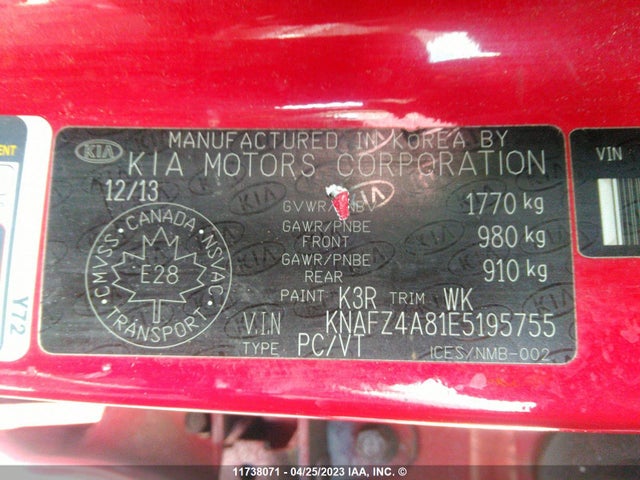 MANUFACTURED IN KOREA BY
KIA KIA MOTORS CORPORATION
12/13
GVWR/PNBV 1770 kg
GAWR/PNBE FRONT 980 kg
GAWR/PNBE REAR 910 kg
CANADA
CMVSS NSVAC
E28
TRANSPORT
PAINT K3R TRIM WK
V.I.N KNAFZ4A81E5195755
TYPE PC/VT ICES/NMB-002
Y72
VIN
11738071 - 04/25/2023 IAA, INC. ©